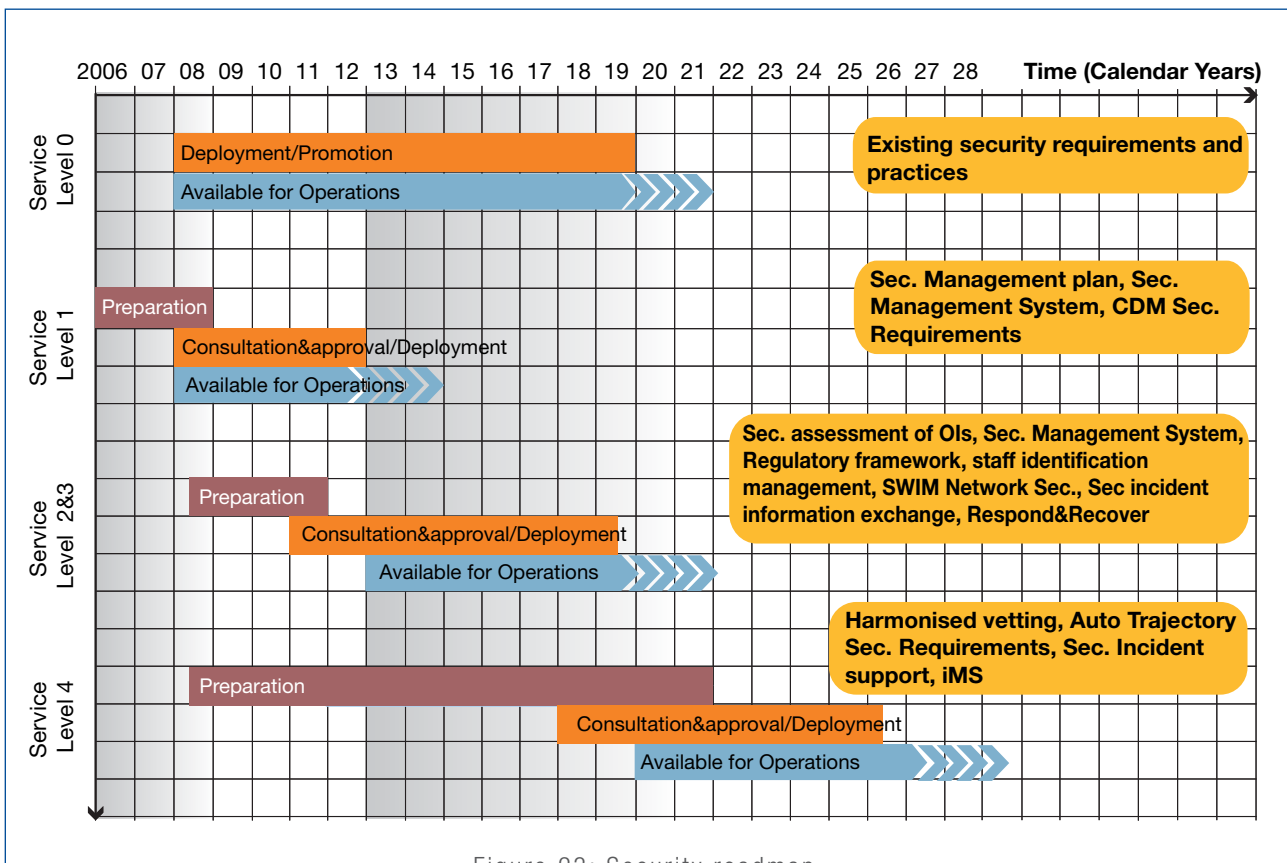 2006 07 08 09 10 11 12 13 14 15 16 17 18 19 20 21 22 23 24 25 26 27 28 Time (Calendar Years)
Service
Level 0
Deployment/Promotion
Available for Operations
Existing security requirements and
practices
Service
Level 1
Preparation
Consultation&approval/Deployment
Available for Operations
Sec. Management plan, Sec.
Management System, CDM Sec.
Requirements
Service
Level 2&3
Preparation
Consultation&approval/Deployment
Available for Operations
Sec. assessment of OIs, Sec. Management System,
Regulatory framework, staff identification
management, SWIM Network Sec., Sec incident
information exchange, Respond&Recover
Service
Level 4
Preparation
Consultation&approval/Deployment
Available for Operations
Harmonised vetting, Auto Trajectory
Sec. Requirements, Sec. Incident
support, iMS